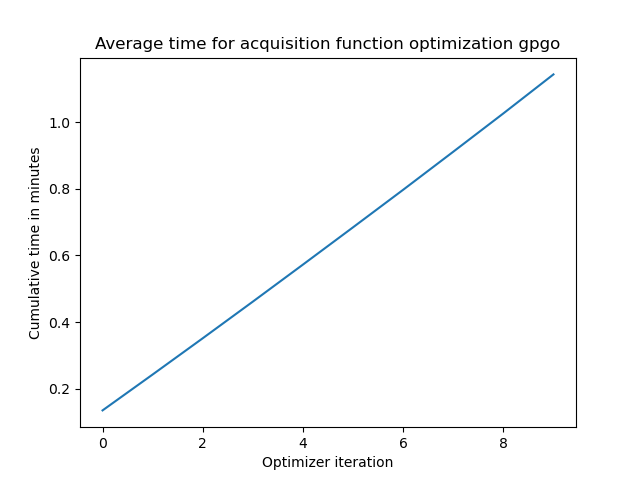 Average time for acquisition function optimization gpgo
Cumulative time in minutes
1.0
0.8
0.6
0.4
0.2
0 2 4 6 8
Optimizer iteration